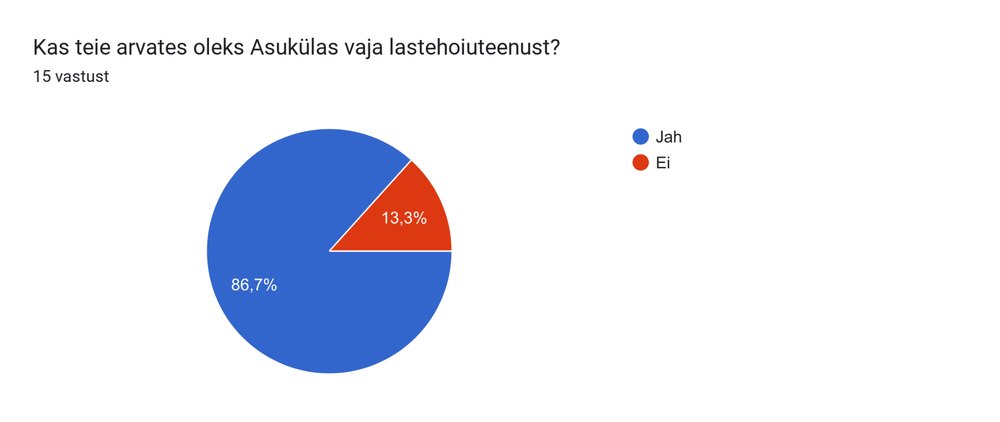 Kas teie arvates oleks Asukülas vaja lastehoiuteenust?
15 vastust
Jah
Ei
13,3%
86,7%